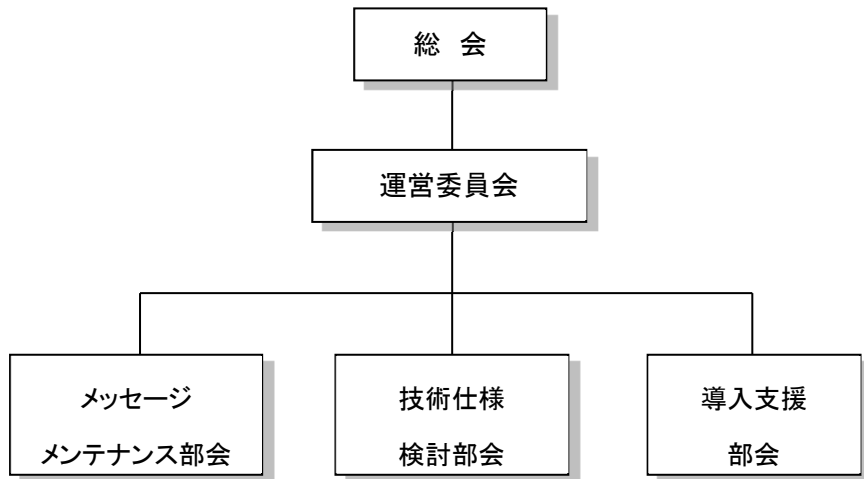 総 会
運営委員会
メッセージ
メンテナンス部会
技術仕様
検討部会
導入支援
部会